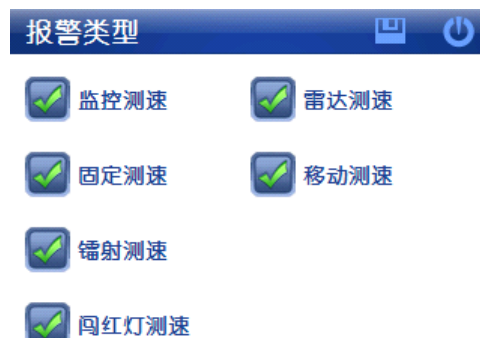 报警类型
监控测速 雷达测速
固定测速 移动测速
镭射测速
闯红灯测速